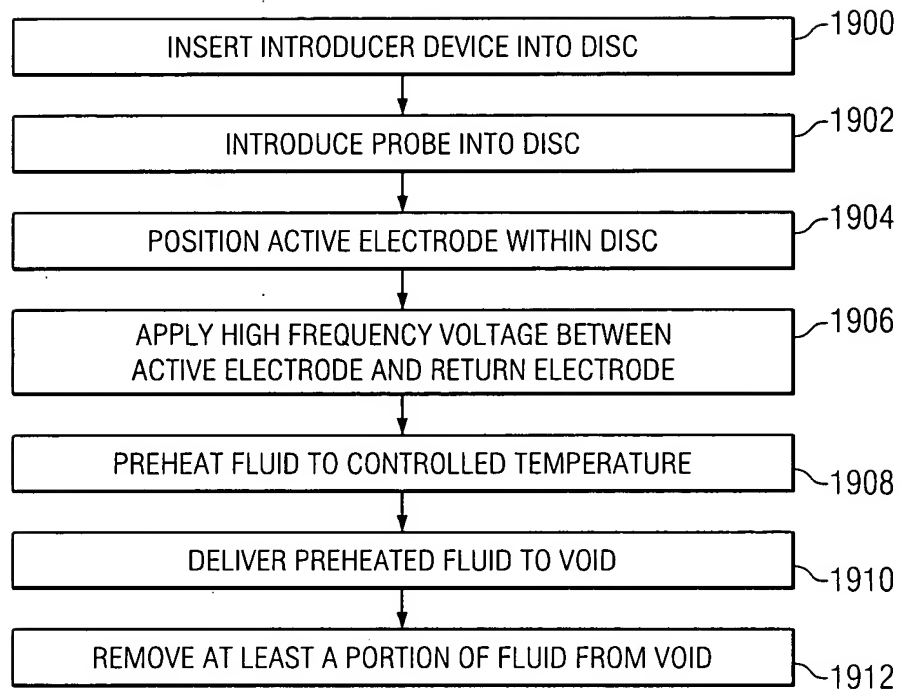 INSERT INTRODUCER DEVICE INTO DISC
1900
INTRODUCE PROBE INTO DISC
1902
POSITION ACTIVE ELECTRODE WITHIN DISC
1904
APPLY HIGH FREQUENCY VOLTAGE BETWEEN
ACTIVE ELECTRODE AND RETURN ELECTRODE
1906
PREHEAT FLUID TO CONTROLLED TEMPERATURE
1908
DELIVER PREHEATED FLUID TO VOID
1910
REMOVE AT LEAST A PORTION OF FLUID FROM VOID
1912